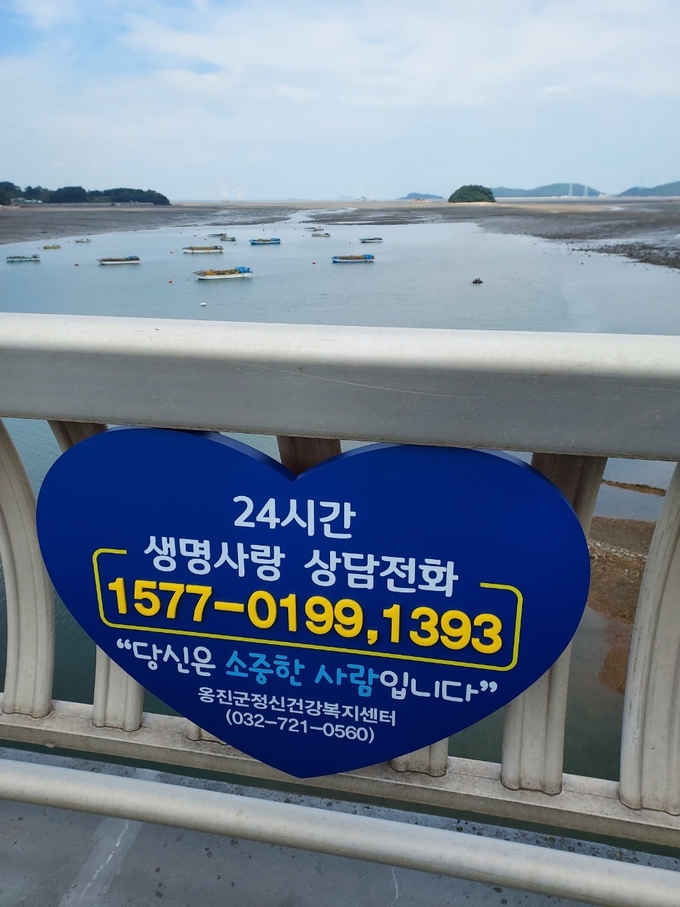 24시간
생명사랑 상담전화
1577-0199,1393
“당신은 소중한 사람입니다”
옹진군정신건강복지센터
(032-721-0560)